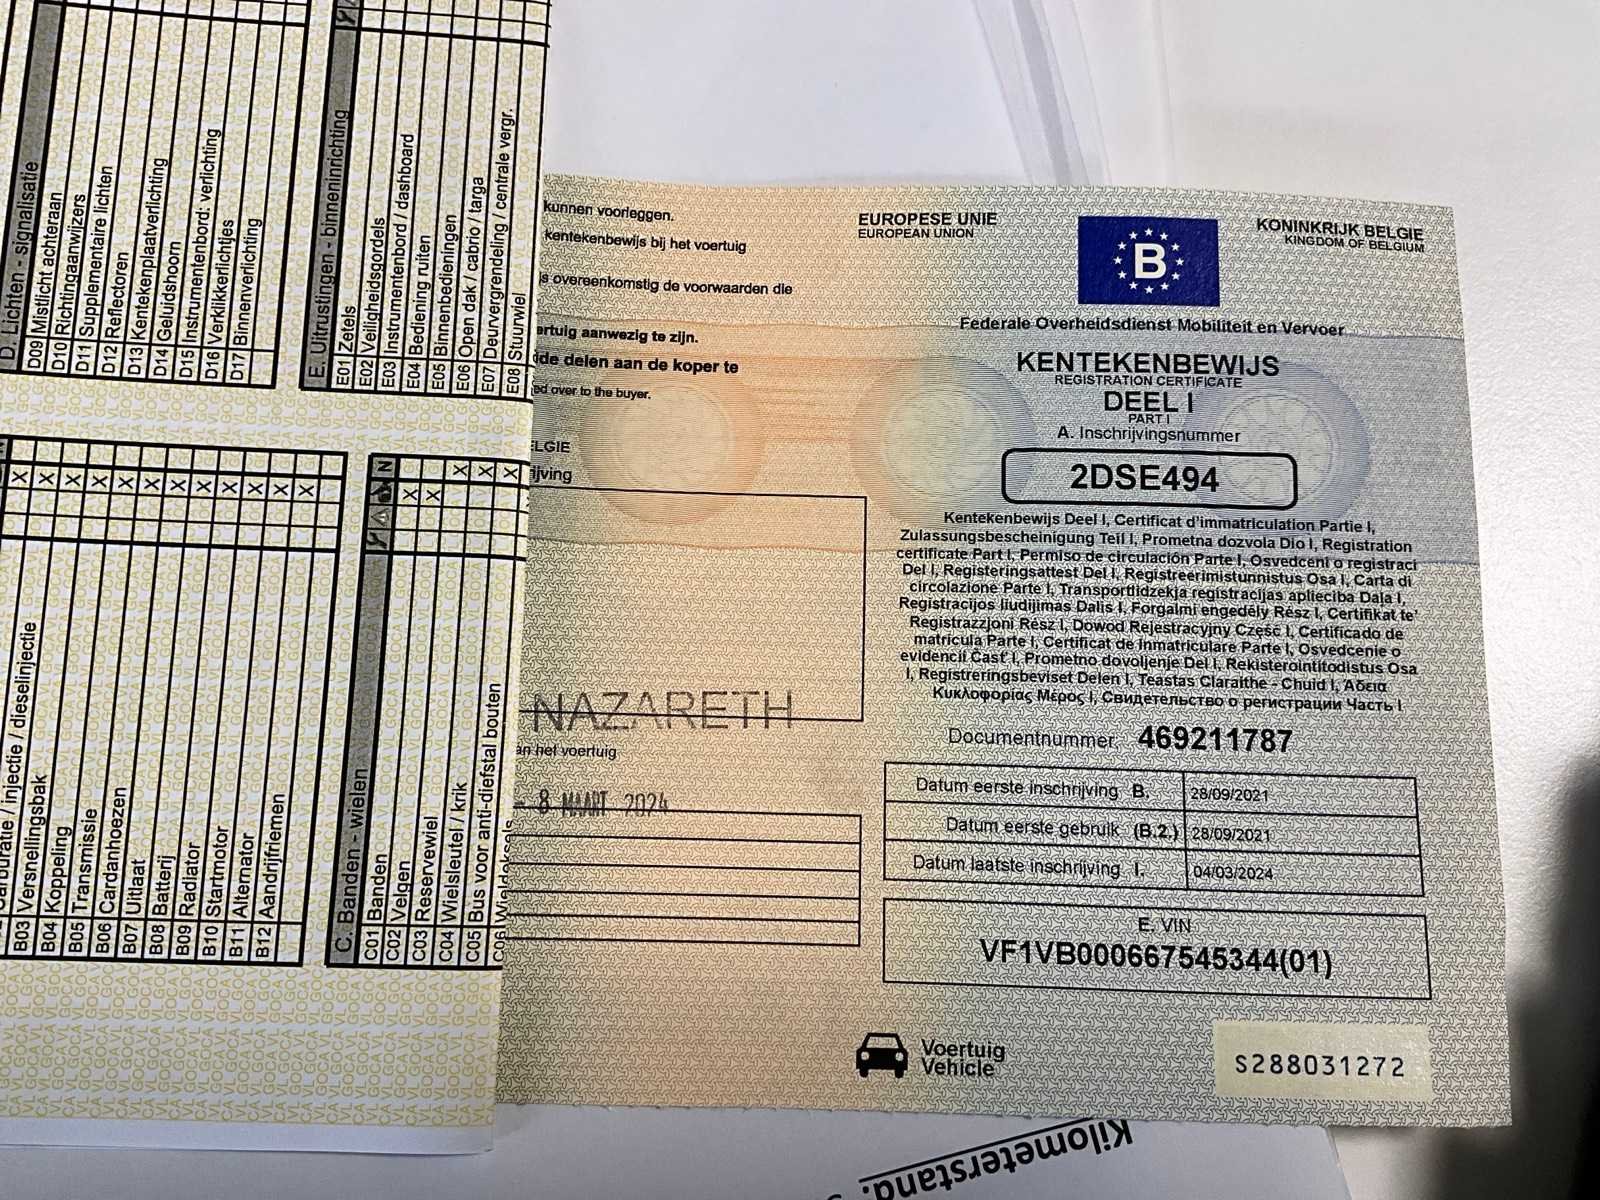 D. Lichten - signalisatie
D09 Mistlicht achteraan
D10 Richtingaanwijzers
D11 Supplementaire lichten
D12 Reflectoren
D13 Kentekenplaatverlichting
D14 Geluidshoorn
D15 Instrumentenbord: verlichting
D16 Verklikkerlichtjes
D17 Binnenverlichting
E. Uitrustingen - binneninrichting
E01 Zetels
E02 Veiligheidsgordels
E03 Instrumentenbord / dashboard
E04 Bediening ruiten
E05 Binnenbedieningen
E06 Open dak / cabrio / targa
E07 Deurvergrendeling / centrale vergr.
E08 Stuurwiel
/ injectie / dieselinjectie
B03 Versnellingsbak
B04 Koppeling
B05 Transmissie
B06 Cardanhoezen
B07 Uitlaat
B08 Batterij
B09 Radiator
B10 Startmotor
B11 Alternator
B12 Aandrijfriemen
X X X X X X X X X X X X
C. Banden - wielen
N
C01 Banden
C02 Velgen X
C03 Reservewiel X
C04 Wielsleutel / krik X
C05 Bus voor anti-diefstal bouten X
C06 Wieldeksels X
kunnen voorleggen.
kentekenbewijs bij het voertuig
s overeenkomstig de voorwaarden die
ertuig aanwezig te zijn.
de delen aan de koper te
ed over to the buyer.
LGIE
ijving
NAZARETH
an het voertuig
- 8 MAART 2024
EUROPESE UNIE
EUROPEAN UNION
B
KONINKRIJK BELGIE
KINGDOM OF BELGIUM
Federale Overheidsdienst Mobiliteit en Vervoer
KENTEKENBEWIJS
REGISTRATION CERTIFICATE
DEEL I
PART I
A. Inschrijvingsnummer
2DSE494
Kentekenbewijs Deel I, Certificat d'immatriculation Partie I,
Zulassungsbescheinigung Teil I, Prometna dozvola Dio I, Registration
certificate Part I, Permiso de circulación Parte I, Osvedceni o registraci
Del I, Registeringsattest Del I, Registreerimistunnistus Osa I, Carta di
circolazione Parte I, Transportlidzekja registracijas aplieciba Daļa I,
Registracijos liudijimas Dalis I, Forgalmi engedély Rész I, Certifikat te'
Registrazzjoni Rész I, Dowod Rejestracyjny Część I, Certificado de
matricula Parte I, Certificat de inmatriculare Parte I, Osvedcenie o
evidencii Časť I, Prometno dovoljenje Del I, Rekisterointitodistus Osa
I, Registreringsbeviset Delen I, Teastas Claraithe - Chuid I, Άδεια
Κυκλοφορίας Μέρος I, Свидетельство о регистрации Часть I
Documentnummer. 469211787
Datum eerste inschrijving B. 28/09/2021
Datum eerste gebruik (B.2.) 28/09/2021
Datum laatste inschrijving I. 04/03/2024
E. VIN
VF1VB000667545344(01)
Voertuig
Vehicle
S288031272
Kilometerstand.